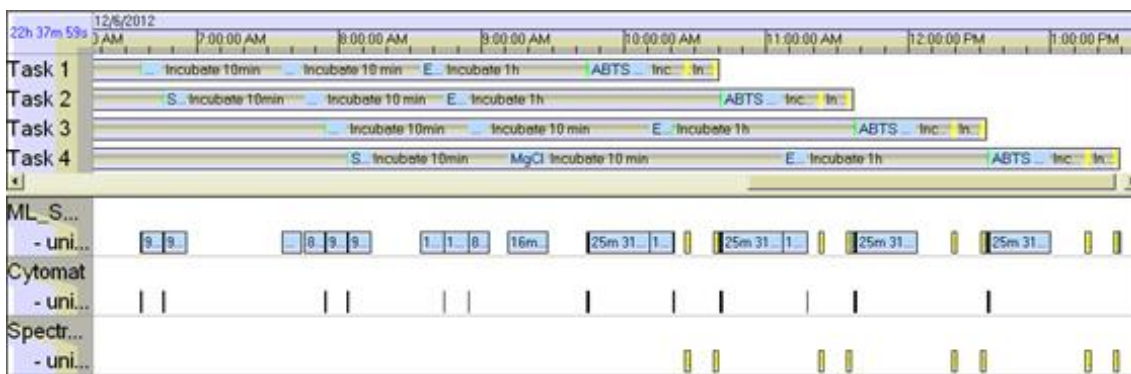 12/6/2012
22h 37m 59s
AM 7:00:00 AM 8:00:00 AM 9:00:00 AM 10:00:00 AM 11:00:00 AM 12:00:00 PM 1:00:00 PM
Task 1 ... Incubate 10min ... Incubate 10 min E... Incubate 1h ABTS ... Inc... In...
Task 2 S... Incubate 10min ... Incubate 10 min E... Incubate 1h ABTS ... Inc... In...
Task 3 ... Incubate 10min ... Incubate 10 min E... Incubate 1h ABTS ... Inc... In...
Task 4 S... Incubate 10min MgCl Incubate 10 min E... Incubate 1h ABTS ... Inc... In...
ML_S...
- uni... 9... 9... ... 8... 9... 9... 1... 1... 8... 16m... 25m 31... 1... 25m 31... 1... 25m 31... 25m 31...
Cytomat
- uni...
Spectr...
- uni...